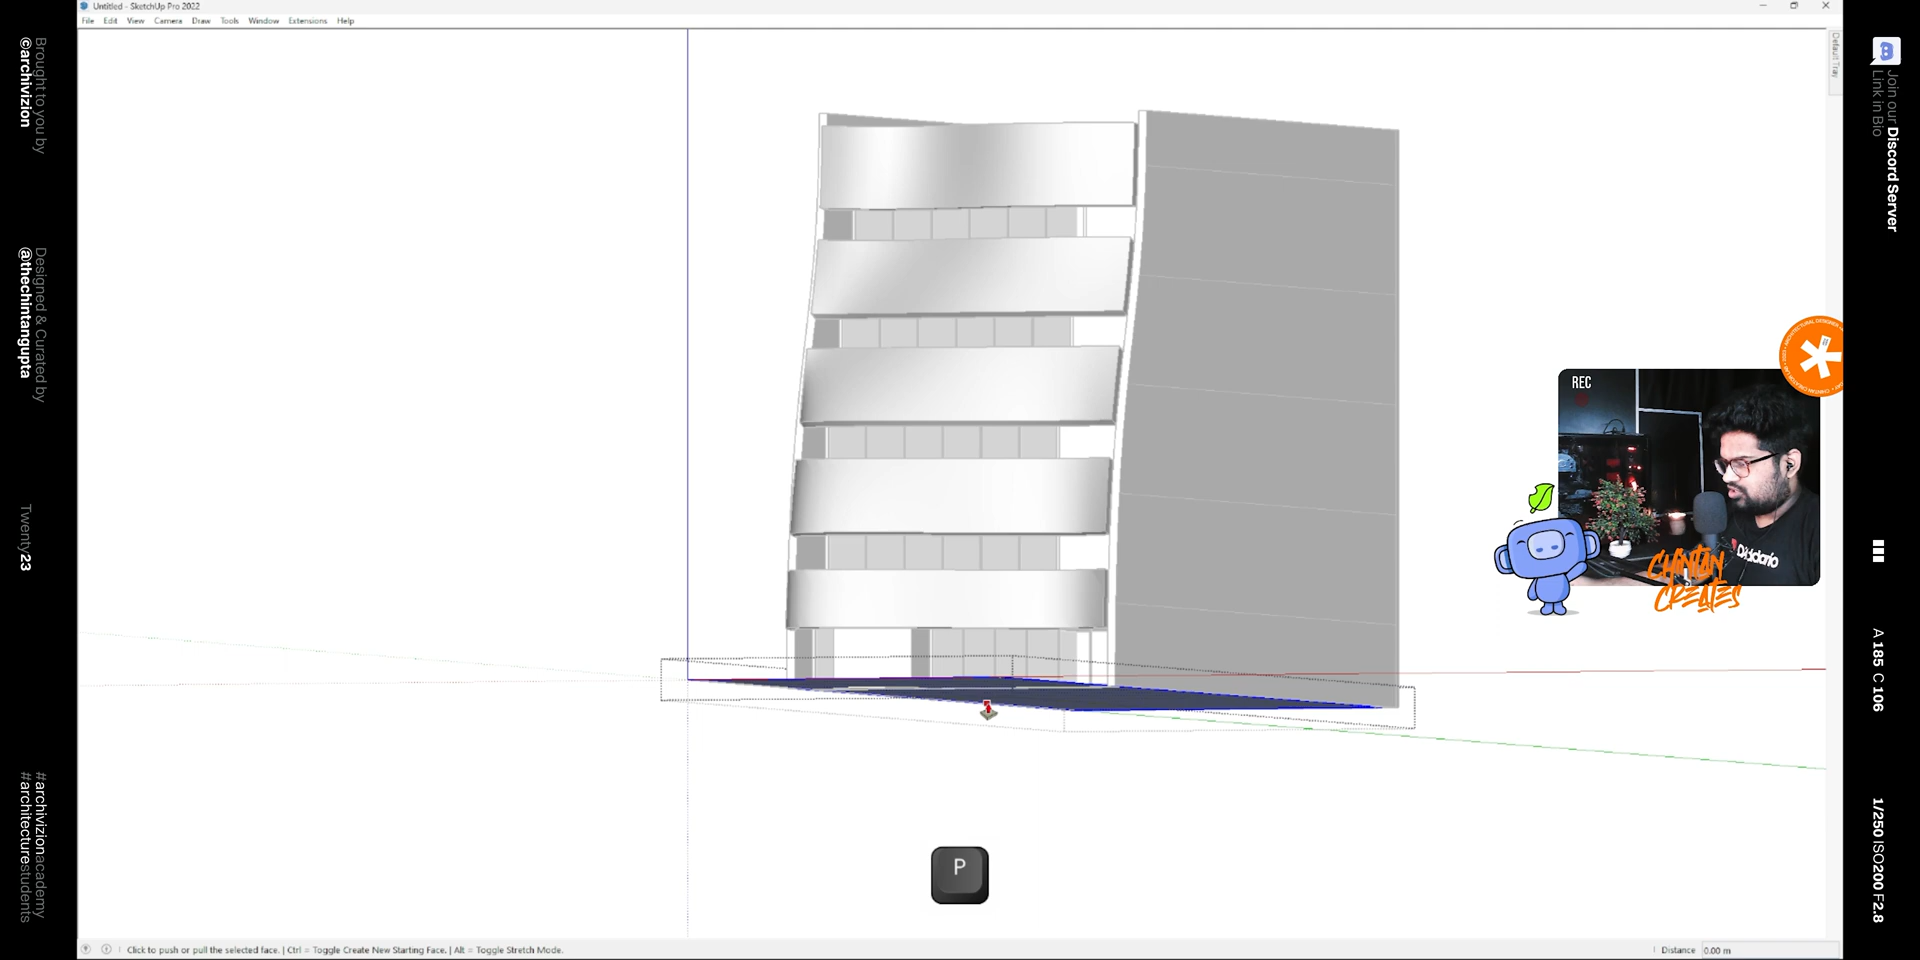 Untitled - SketchUp Pro 2022
File Edit View Camera Draw Tools Window Extensions Help
Default Tray
Brought to you by
©archivizion
Designed & Curated by
@thechintangupta
Twenty23
#archivizionacademy
#architecturestudents
Join our Discord Server
Link in Bio
REC
D'Addario
CHINTAN
CREATES
A 185 C 106
1/250 ISO200 F2.8
P
Click to push or pull the selected face. | Ctrl = Toggle Create New Starting Face. | Alt = Toggle Stretch Mode.
Distance 0.00 m